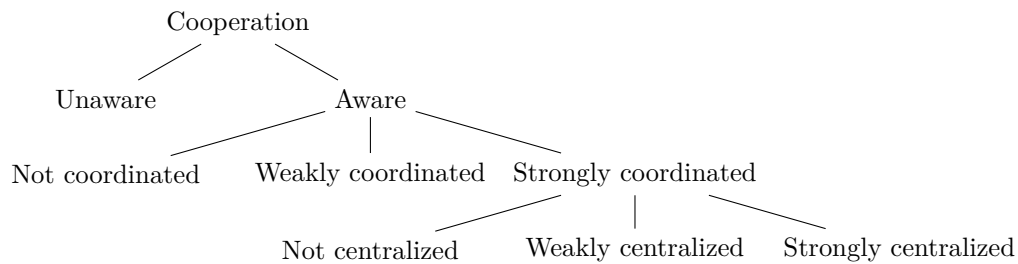 Cooperation
Unaware
Aware
Not coordinated
Weakly coordinated
Strongly coordinated
Not centralized
Weakly centralized
Strongly centralized